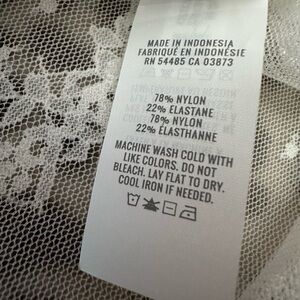 MADE IN INDONESIA
FABRIQUÉ EN INDONÉSIE
RN 54485 CA 03873
78% NYLON
22% ELASTANE
78% NYLON
22% ÉLASTHANNE
MACHINE WASH COLD WITH
LIKE COLORS. DO NOT
BLEACH. LAY FLAT TO DRY.
COOL IRON IF NEEDED.